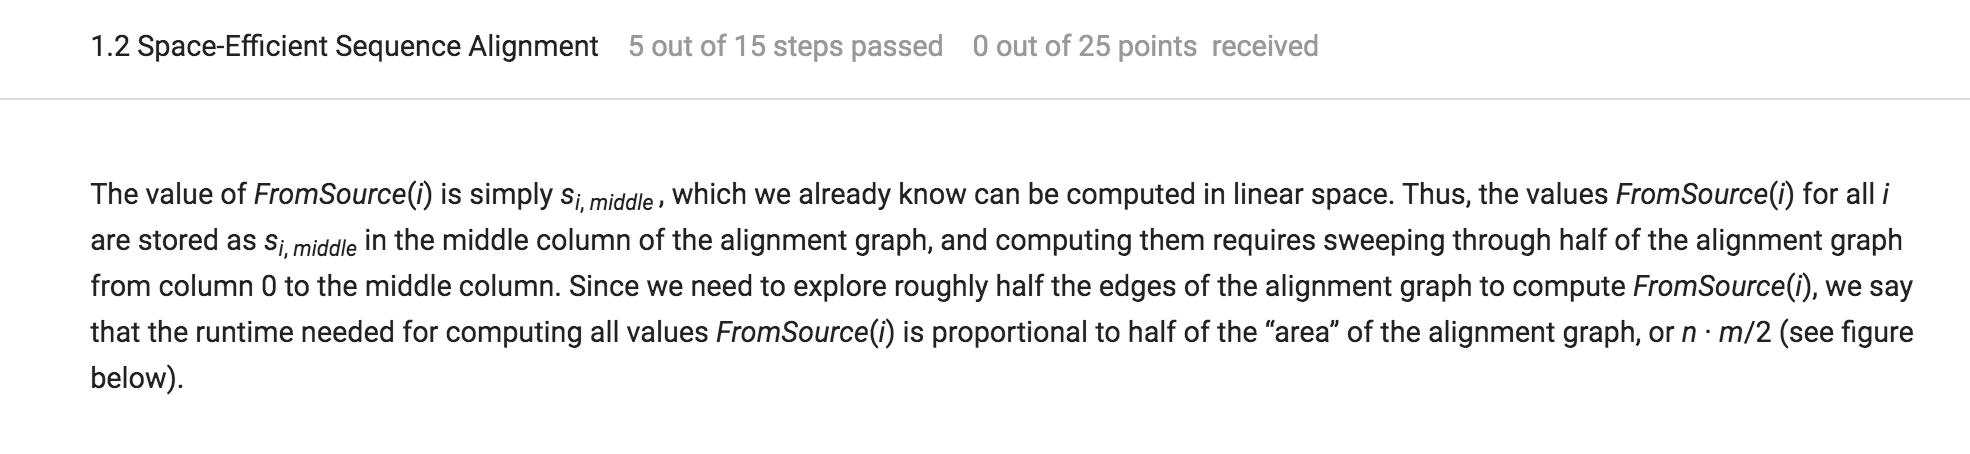 1.2 Space-Efficient Sequence Alignment 5 out of 15 steps passed 0 out of 25 points received
The value of FromSource(i) is simply s_{i, middle}, which we already know can be computed in linear space. Thus, the values FromSource(i) for all i
are stored as s_{i, middle} in the middle column of the alignment graph, and computing them requires sweeping through half of the alignment graph
from column 0 to the middle column. Since we need to explore roughly half the edges of the alignment graph to compute FromSource(i), we say
that the runtime needed for computing all values FromSource(i) is proportional to half of the “area” of the alignment graph, or n · m/2 (see figure
below).